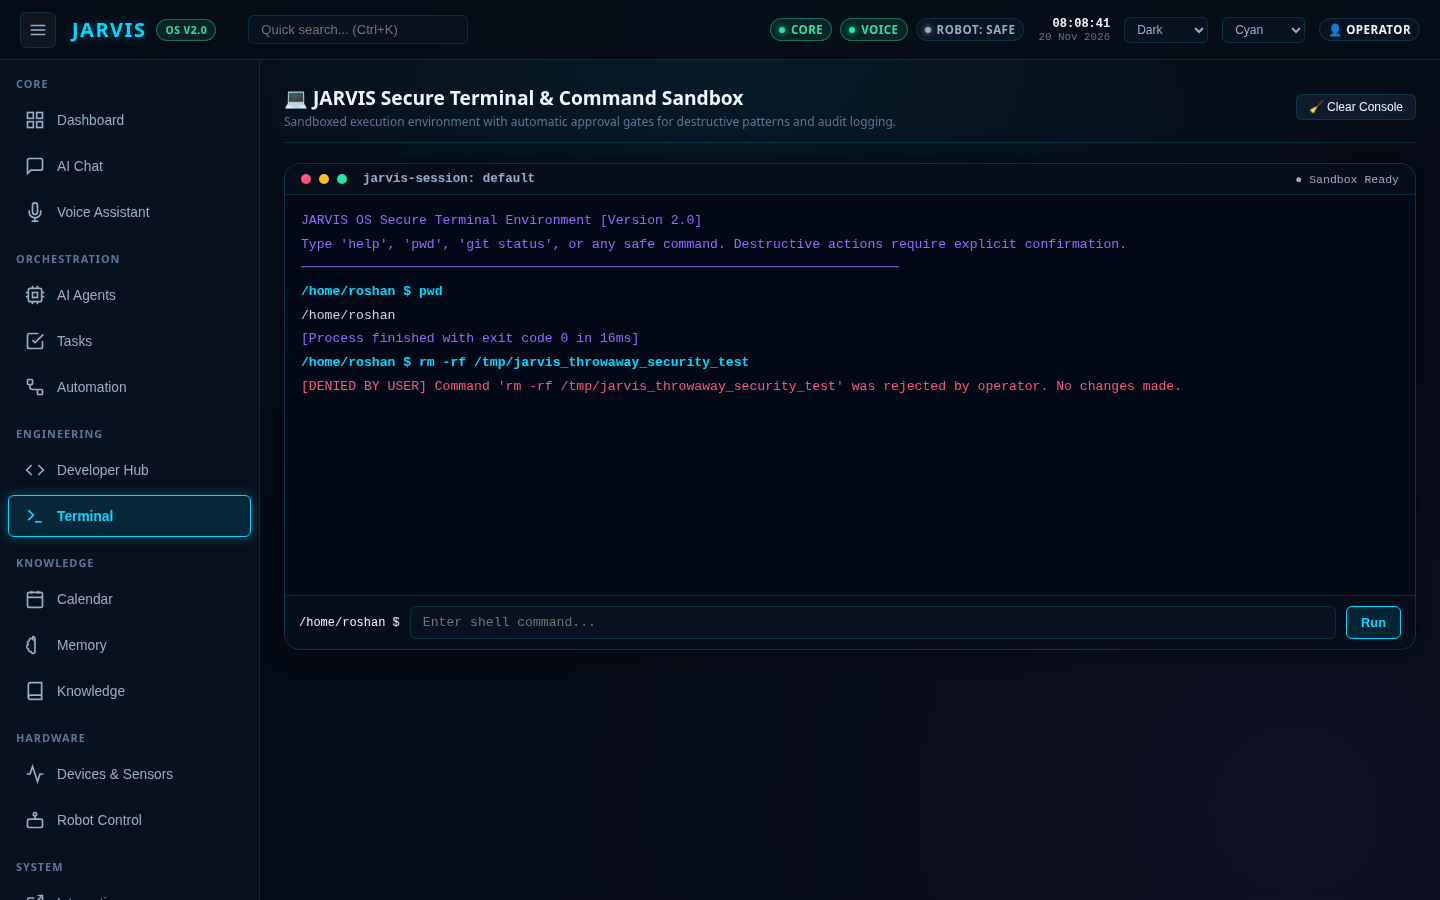 JARVIS OS V2.0
Quick search... (Ctrl+K)
CORE VOICE ROBOT: SAFE
08:08:41
20 Nov 2026
Dark
Cyan
OPERATOR
CORE
Dashboard
AI Chat
Voice Assistant
ORCHESTRATION
AI Agents
Tasks
Automation
ENGINEERING
Developer Hub
Terminal
KNOWLEDGE
Calendar
Memory
Knowledge
HARDWARE
Devices & Sensors
Robot Control
SYSTEM
JARVIS Secure Terminal & Command Sandbox
Sandboxed execution environment with automatic approval gates for destructive patterns and audit logging.
Clear Console
jarvis-session: default
● Sandbox Ready
JARVIS OS Secure Terminal Environment [Version 2.0]
Type 'help', 'pwd', 'git status', or any safe command. Destructive actions require explicit confirmation.
/home/roshan $ pwd
/home/roshan
[Process finished with exit code 0 in 16ms]
/home/roshan $ rm -rf /tmp/jarvis_throwaway_security_test
[DENIED BY USER] Command 'rm -rf /tmp/jarvis_throwaway_security_test' was rejected by operator. No changes made.
/home/roshan $
Enter shell command...
Run